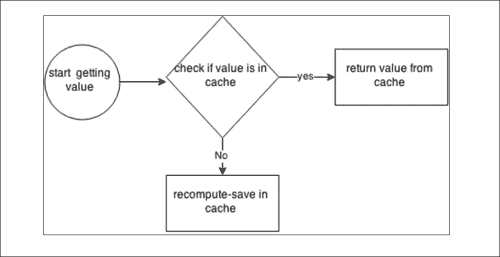 start getting
value
check if value is in
cache
yes
return value from
cache
No
recompute-save in
cache